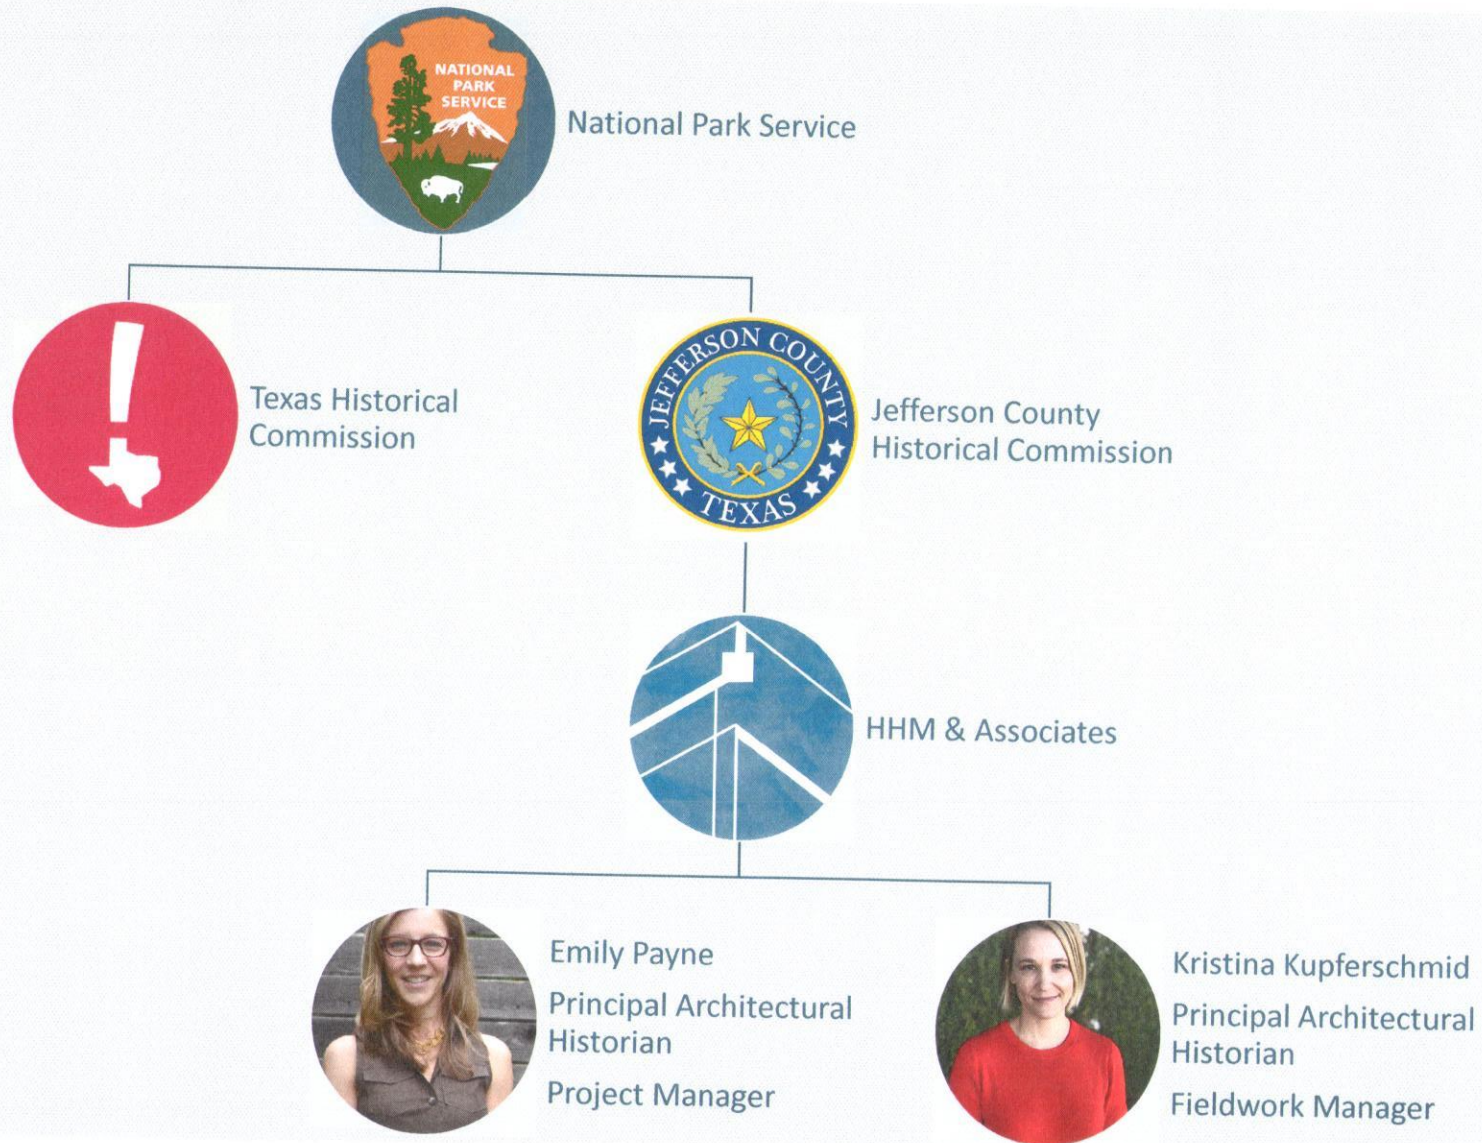 NATIONAL
PARK
SERVICE
National Park Service
Texas Historical
Commission
JEFFERSON COUNTY
TEXAS
Jefferson County
Historical Commission
HHM & Associates
Emily Payne
Principal Architectural
Historian
Project Manager
Kristina Kupferschmid
Principal Architectural
Historian
Fieldwork Manager